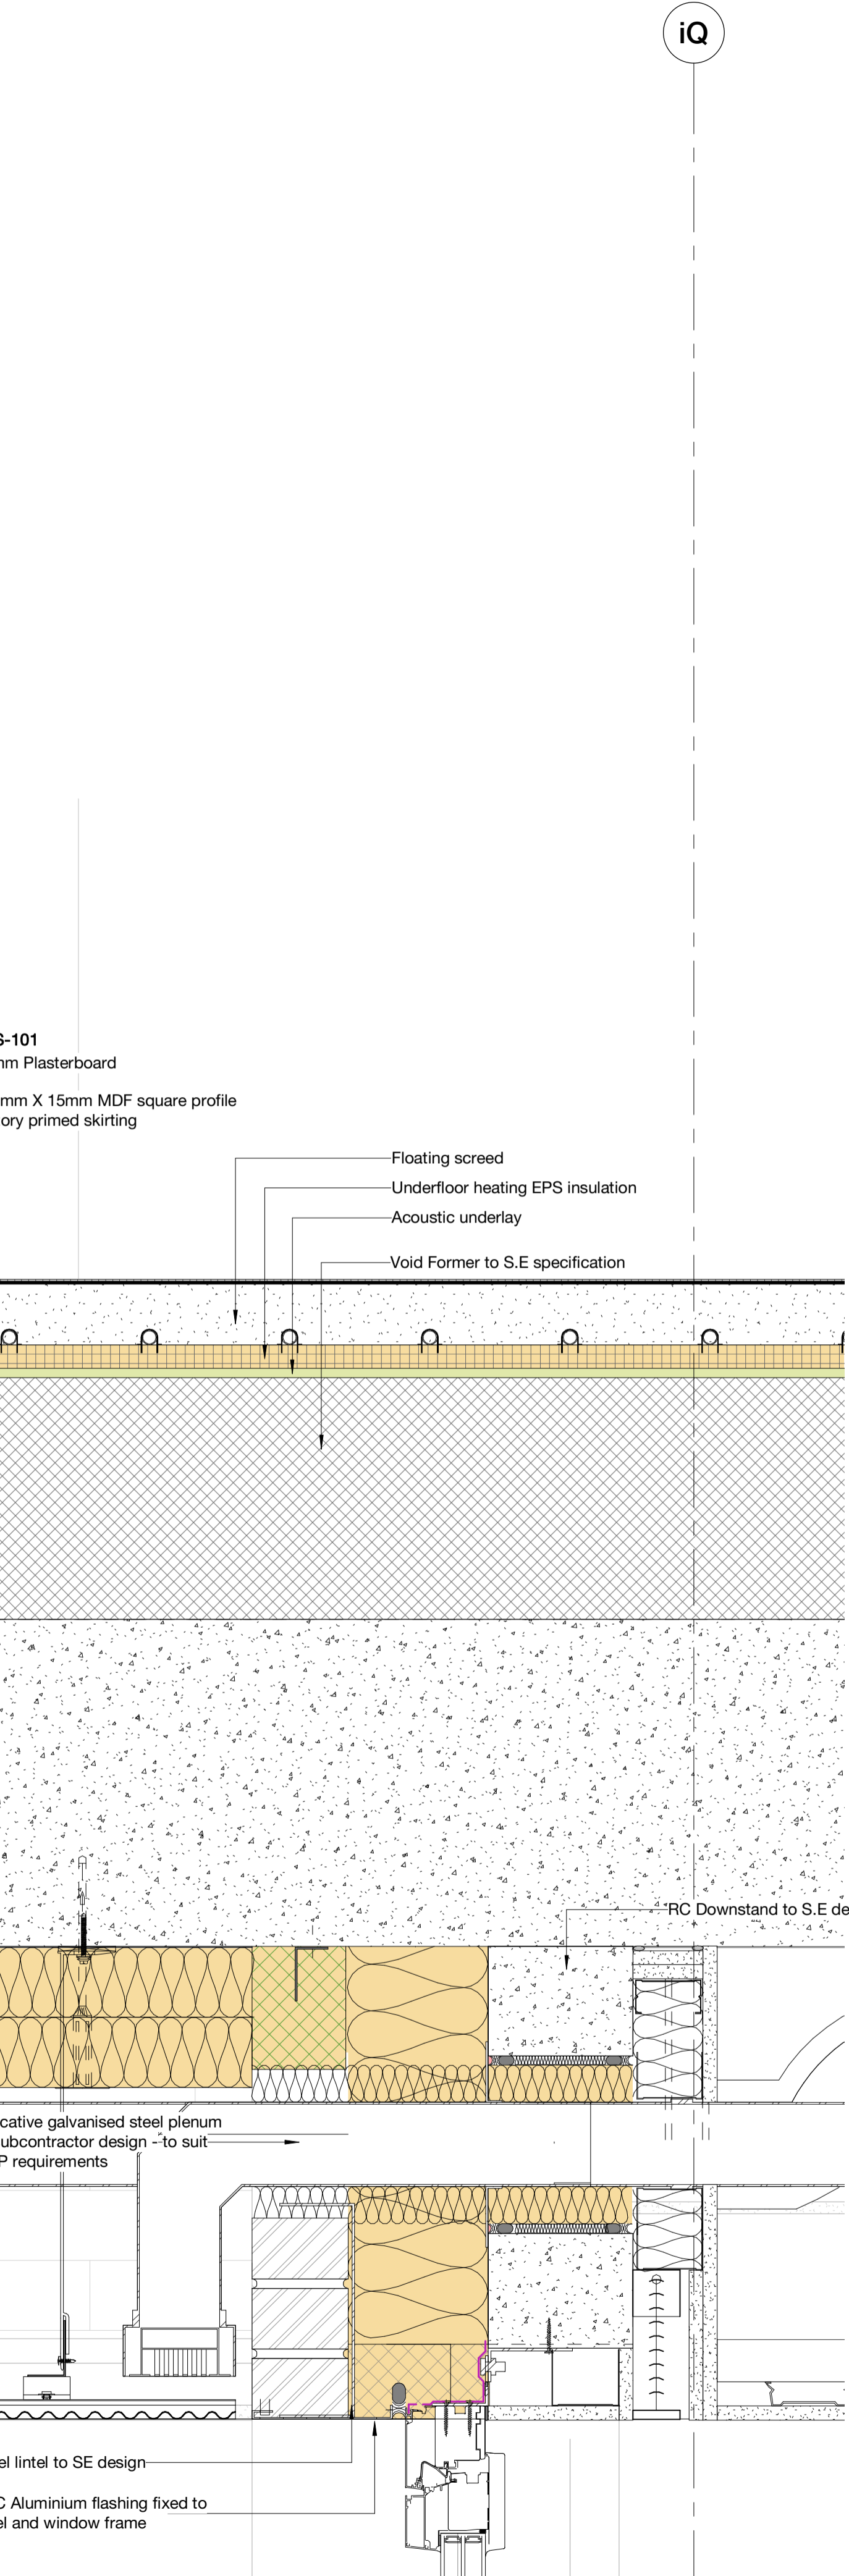 iQ
S-101
mm Plasterboard
mm X 15mm MDF square profile
ory primed skirting
Floating screed
Underfloor heating EPS insulation
Acoustic underlay
Void Former to S.E specification
RC Downstand to S.E de
cative galvanised steel plenum
ubcontractor design - to suit
P requirements
el lintel to SE design
C Aluminium flashing fixed to
el and window frame